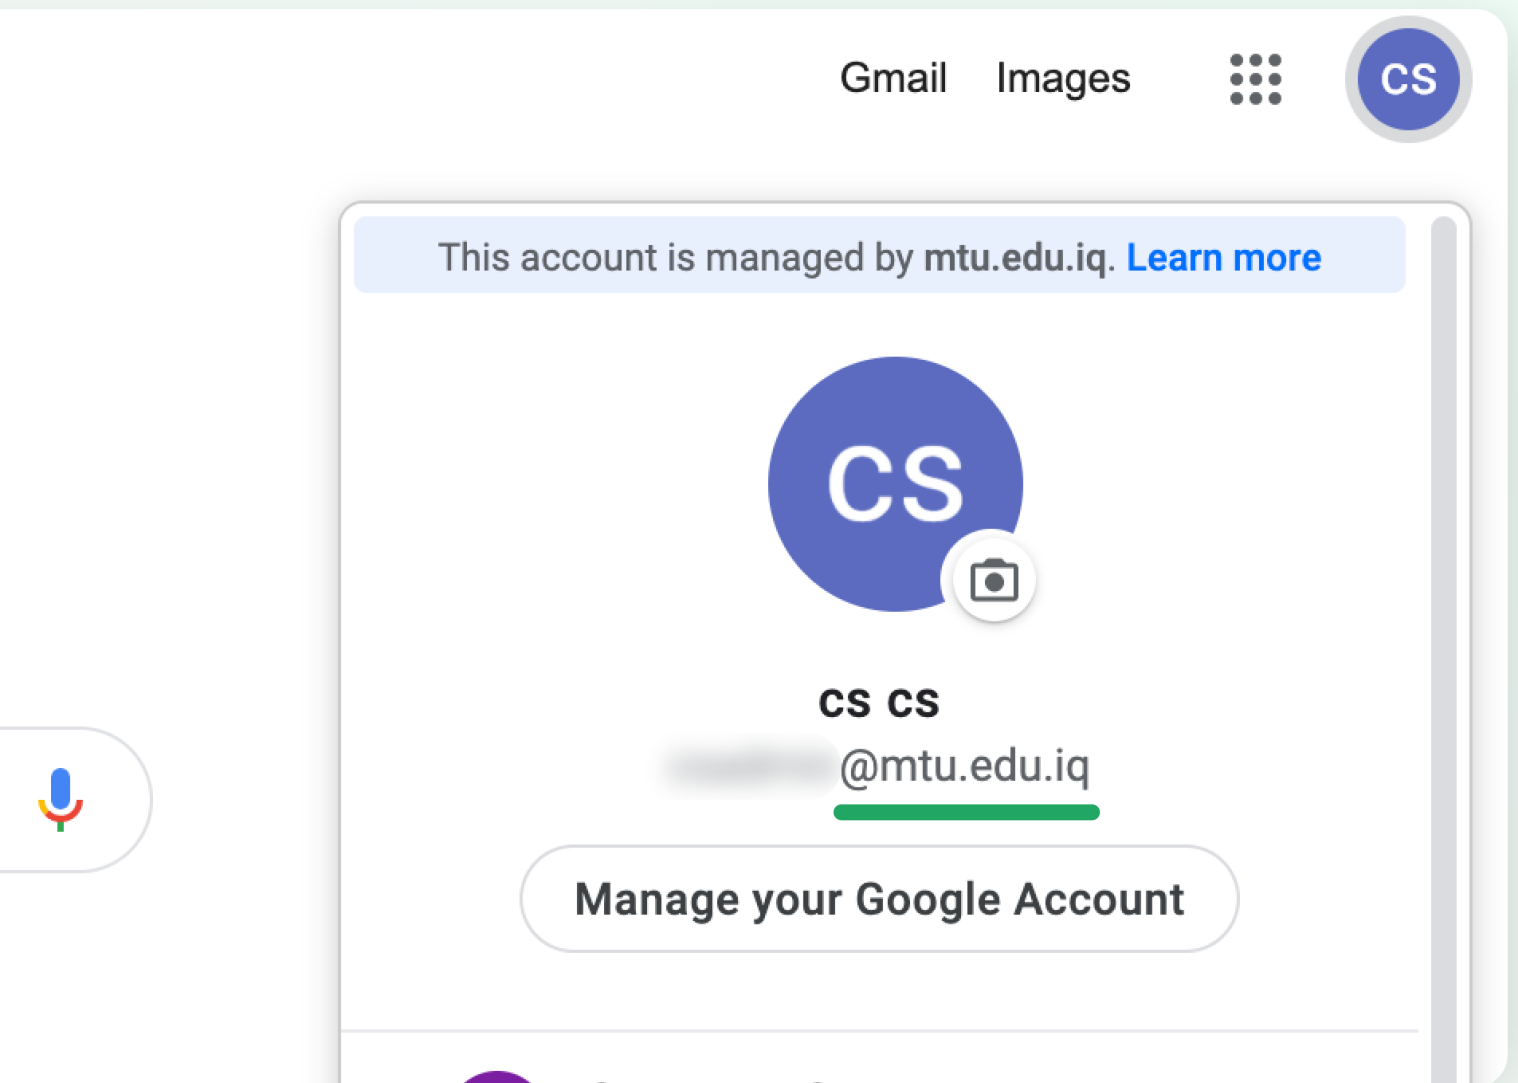 Gmail Images CS
This account is managed by mtu.edu.iq. Learn more
CS
cs cs
@mtu.edu.iq
Manage your Google Account